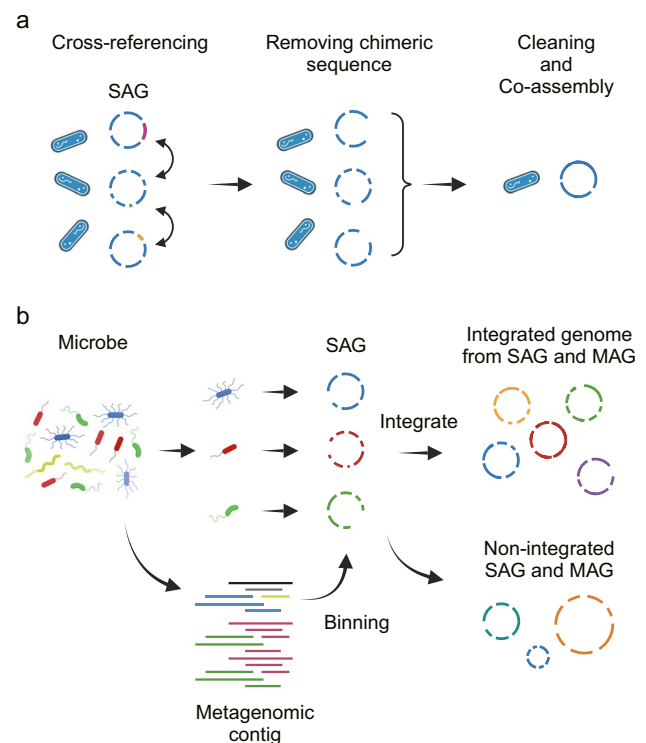 a
Cross-referencing
Removing chimeric
sequence
Cleaning
and
Co-assembly
SAG
b
Microbe
SAG
Integrated genome
from SAG and MAG
Integrate
Non-integrated
SAG and MAG
Binning
Metagenomic
contig